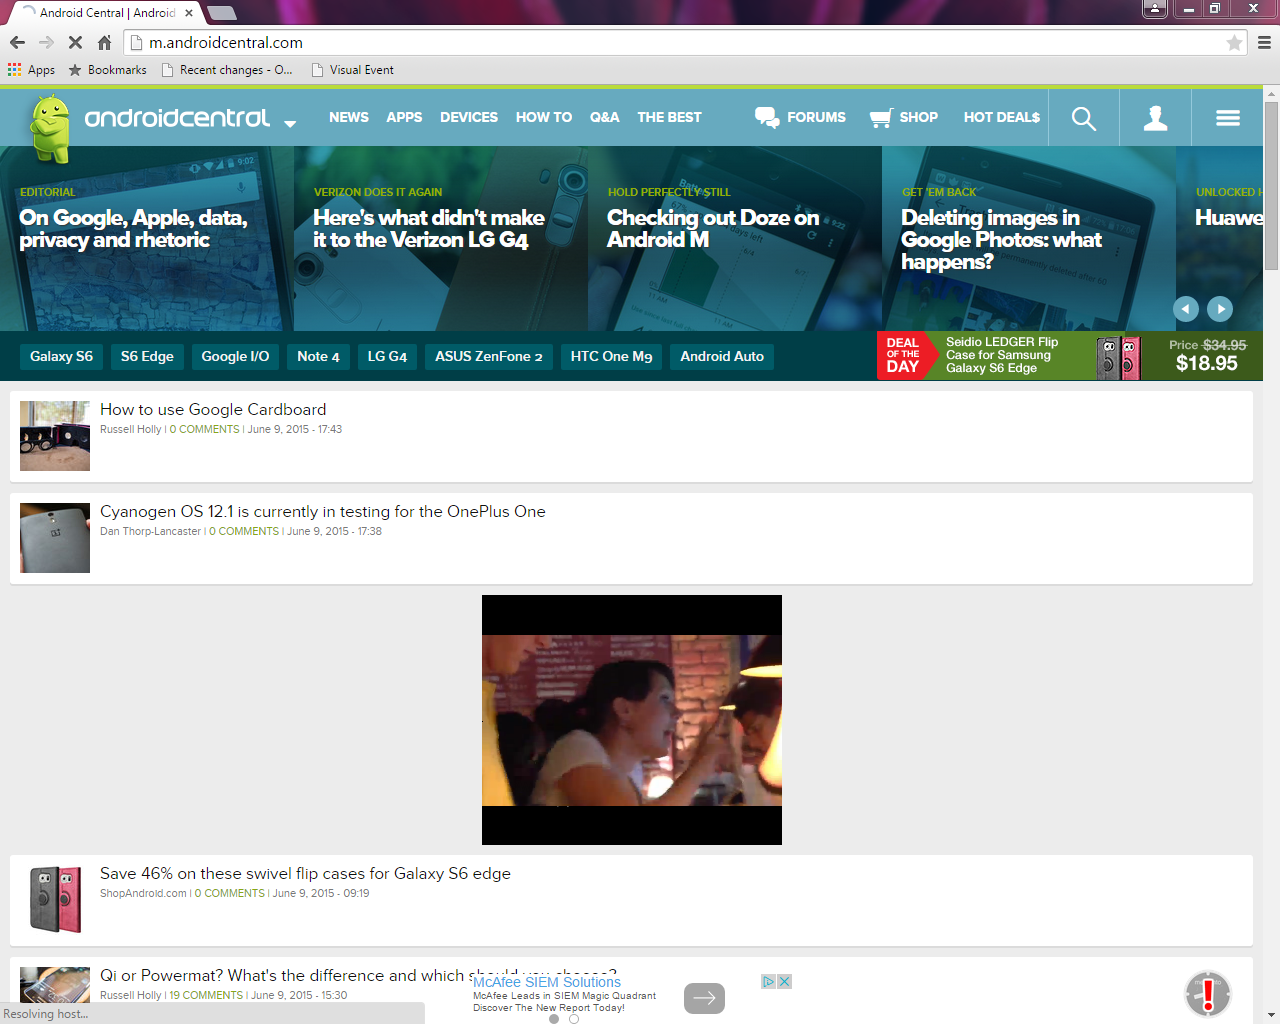 Android Central | Android
m.androidcentral.com
Apps
Bookmarks
Recent changes - O...
Visual Event
androidcentral
NEWS
APPS
DEVICES
HOW TO
Q&A
THE BEST
FORUMS
SHOP
HOT DEAL$
EDITORIAL
On Google, Apple, data,
privacy and rhetoric
VERIZON DOES IT AGAIN
Here's what didn't make
it to the Verizon LG G4
HOLD PERFECTLY STILL
Checking out Doze on
Android M
GET 'EM BACK
Deleting images in
Google Photos: what
happens?
UNLOCKED H
Huawe
Galaxy S6
S6 Edge
Google I/O
Note 4
LG G4
ASUS ZenFone 2
HTC One M9
Android Auto
DEAL
OF THE
DAY
Seidio LEDGER Flip
Case for Samsung
Galaxy S6 Edge
Price $34.95
$18.95
How to use Google Cardboard
Russell Holly | 0 COMMENTS | June 9, 2015 - 17:43
Cyanogen OS 12.1 is currently in testing for the OnePlus One
Dan Thorp-Lancaster | 0 COMMENTS | June 9, 2015 - 17:38
Save 46% on these swivel flip cases for Galaxy S6 edge
ShopAndroid.com | 0 COMMENTS | June 9, 2015 - 09:19
Qi or Powermat? What's the difference and which should you choose?
Russell Holly | 19 COMMENTS | June 9, 2015 - 15:30
McAfee SIEM Solutions
McAfee Leads in SIEM Magic Quadrant
Discover The New Report Today!
Resolving host...